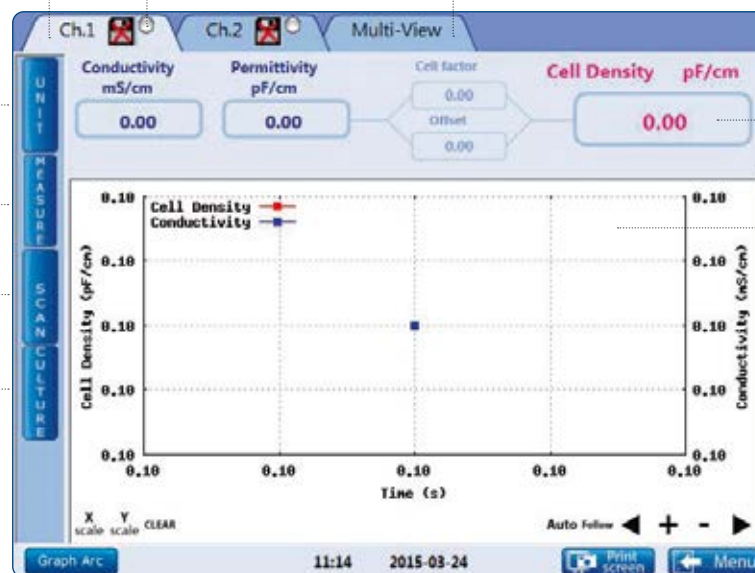 Ch.1 Ch.2 Multi-View
UNIT
MEASURE
SCAN
CULTURE
Conductivity
mS/cm
0.00
Permittivity
pF/cm
0.00
Cell factor
0.00
Offset
0.00
Cell Density pF/cm
0.00
Cell Density
Conductivity
0.10
0.10
0.10
0.10
0.10
Cell Density (pF/cm)
0.10
0.10
0.10
0.10
0.10
Conductivity (mS/cm)
0.10 0.10 0.10 0.10 0.10
Time (s)
X scale Y scale CLEAR
Auto Follow + -
Graph Arc 11:14 2015-03-24 Print screen Menu